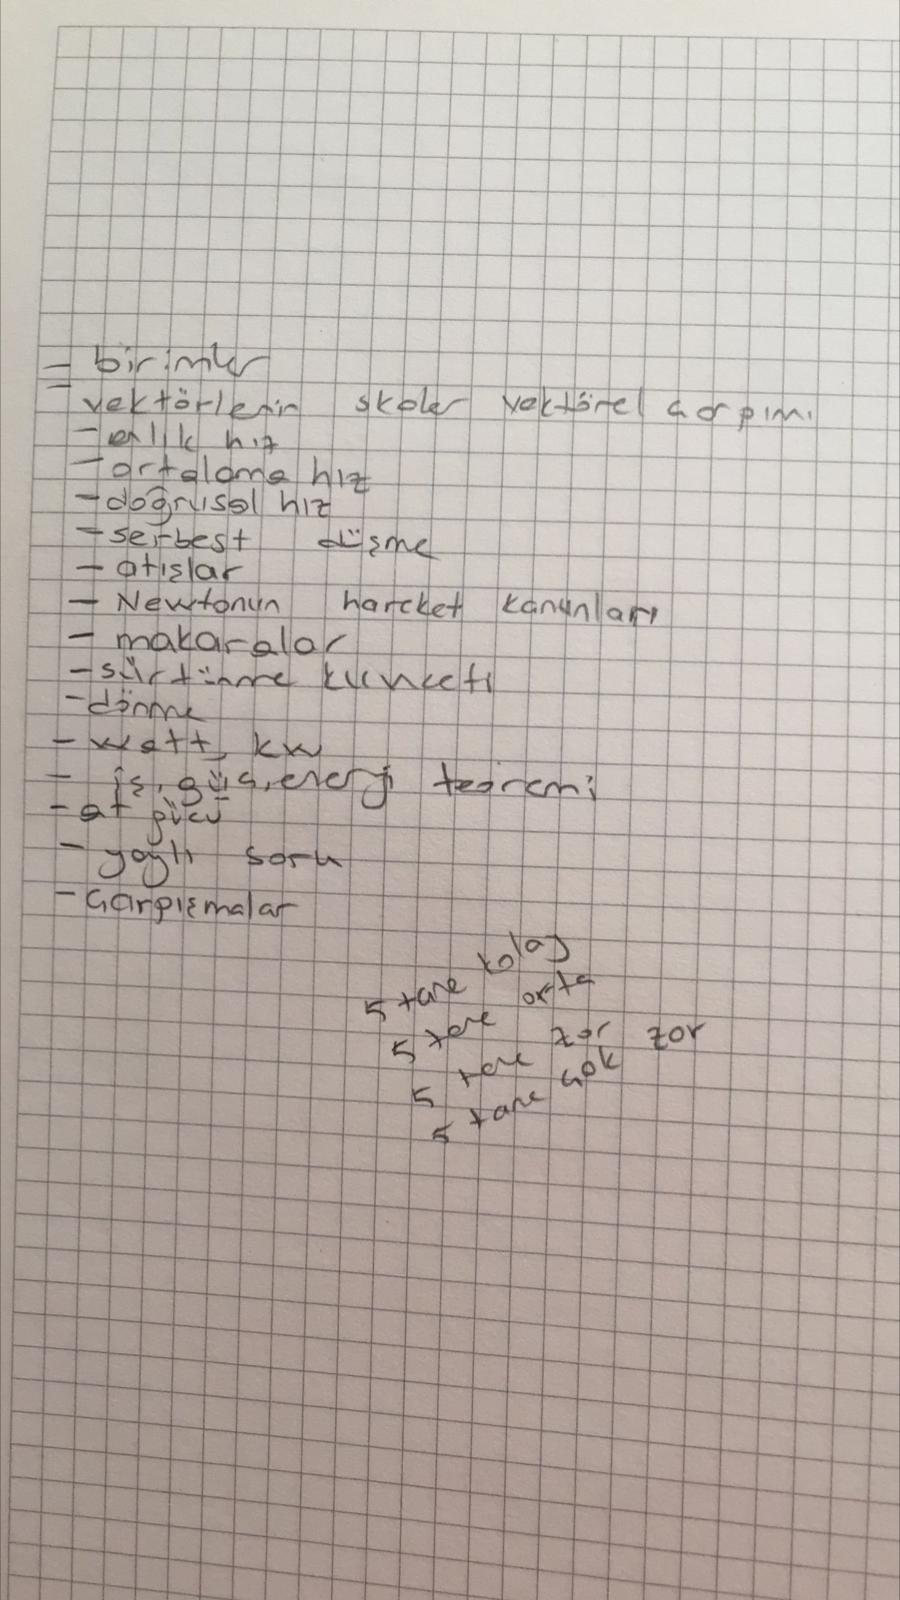 - birimler
- vektörlerin skaler vektörel çarpımı
- anlık hız
- ortalama hız
- doğrusal hız
- serbest düşme
- atışlar
- Newtonun hareket kanunları
- makaralar
- sürtünme kuvveti
- dönme
- watt, kw
- iş, güç, enerji teoremi
- at gücü
- yaylı soru
- çarpışmalar
5 tane kolay
5 tane orta
5 tane zor
5 tane çok zor